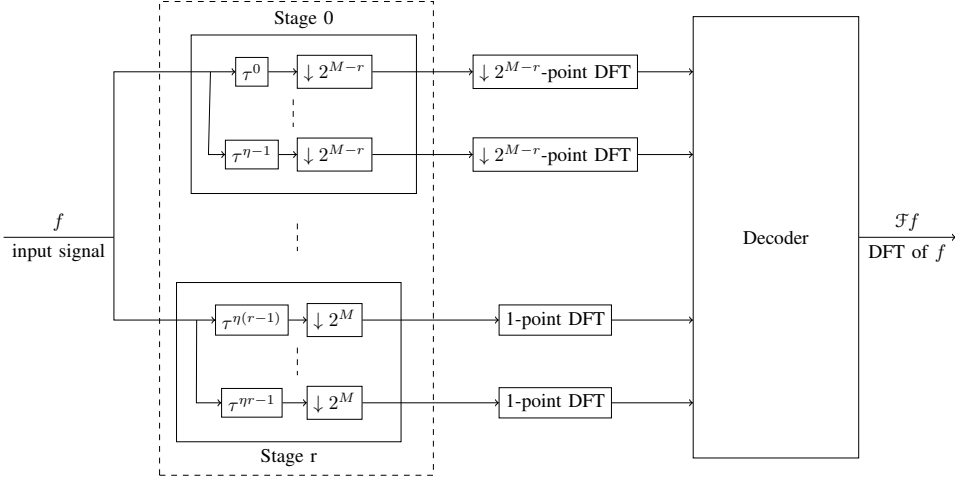 Stage 0
τ^0
↓ 2^{M−r}
↓ 2^{M−r}-point DFT
τ^{η−1}
↓ 2^{M−r}
↓ 2^{M−r}-point DFT
f
input signal
Decoder
ℱf
DFT of f
τ^{η(r−1)}
↓ 2^M
1-point DFT
τ^{ηr−1}
↓ 2^M
1-point DFT
Stage r